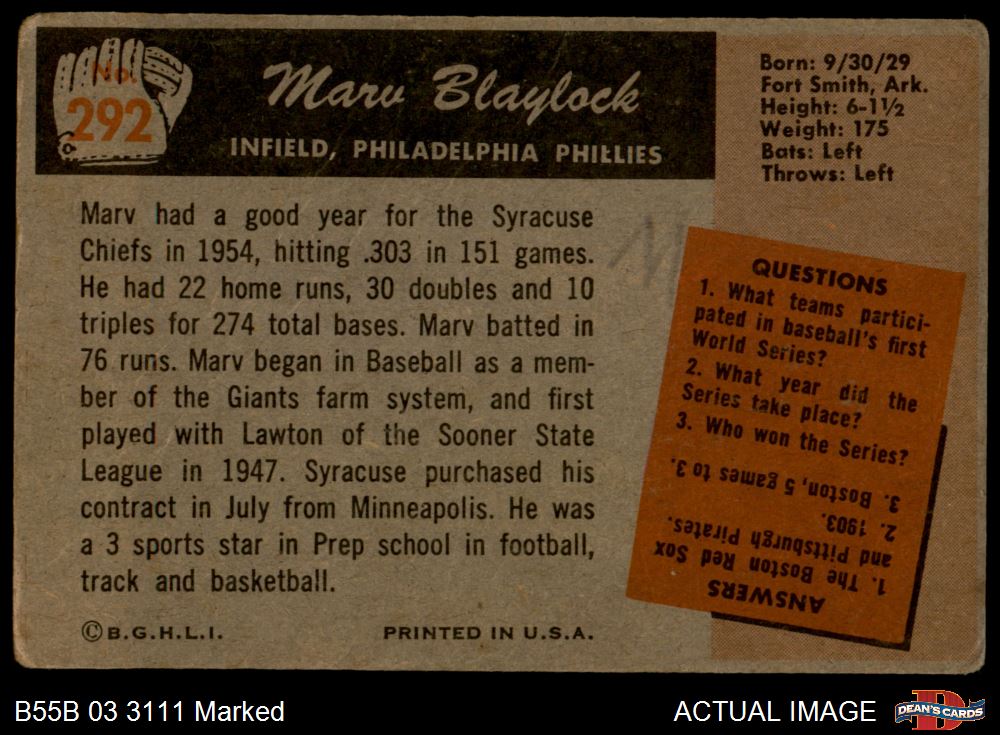 No.
292
Marv Blaylock
INFIELD, PHILADELPHIA PHILLIES
Born: 9/30/29
Fort Smith, Ark.
Height: 6-1½
Weight: 175
Bats: Left
Throws: Left
Marv had a good year for the Syracuse
Chiefs in 1954, hitting .303 in 151 games.
He had 22 home runs, 30 doubles and 10
triples for 274 total bases. Marv batted in
76 runs. Marv began in Baseball as a mem-
ber of the Giants farm system, and first
played with Lawton of the Sooner State
League in 1947. Syracuse purchased his
contract in July from Minneapolis. He was
a 3 sports star in Prep school in football,
track and basketball.
©B.G.H.L.I.
PRINTED IN U.S.A.
QUESTIONS
1. What teams partici-
pated in baseball's first
World Series?
2. What year did the
Series take place?
3. Who won the Series?
ANSWERS
1. The Boston Red Sox
and Pittsburgh Pirates.
2. 1903.
3. Boston, 5 games to 3.
B55B 03 3111 Marked
ACTUAL IMAGE
DEAN'S CARDS